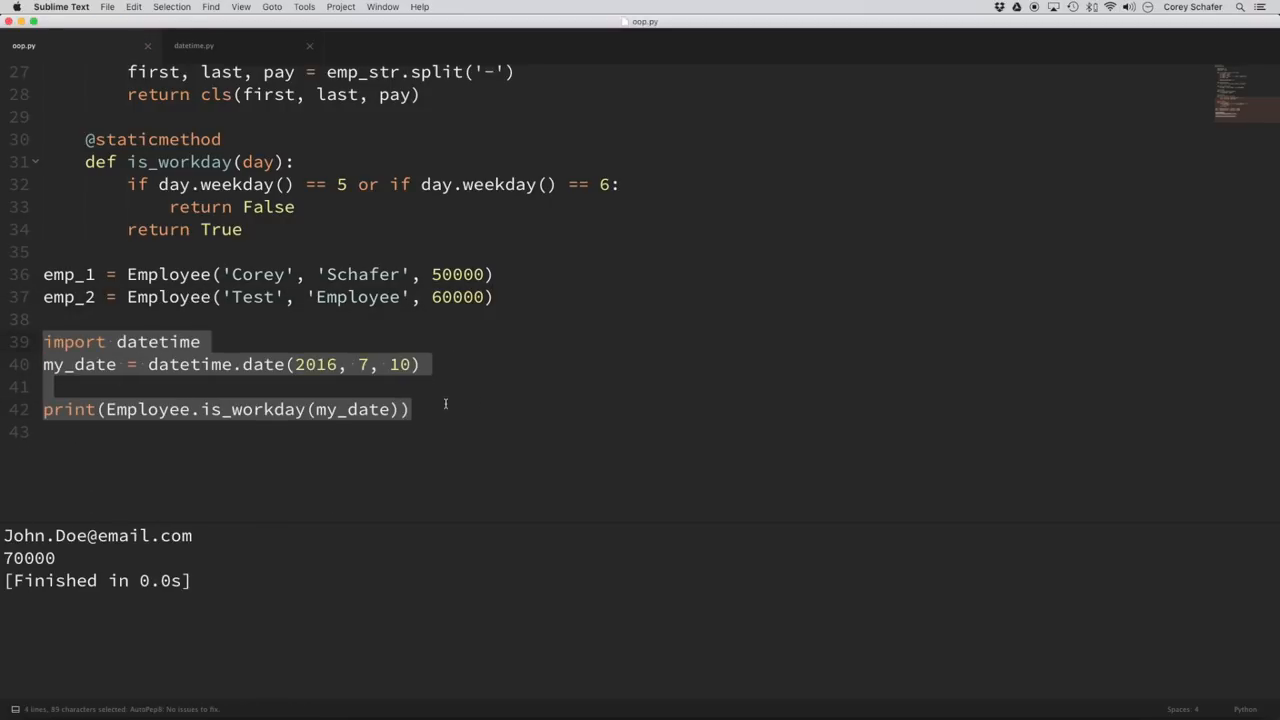 Sublime Text File Edit Selection Find View Goto Tools Project Window Help Corey Schafer
oop.py
oop.py datetime.py
27 first, last, pay = emp_str.split('-')
28 return cls(first, last, pay)
29
30 @staticmethod
31 def is_workday(day):
32 if day.weekday() == 5 or if day.weekday() == 6:
33 return False
34 return True
35
36 emp_1 = Employee('Corey', 'Schafer', 50000)
37 emp_2 = Employee('Test', 'Employee', 60000)
38
39 import datetime
40 my_date = datetime.date(2016, 7, 10)
41
42 print(Employee.is_workday(my_date))
43
John.Doe@email.com
70000
[Finished in 0.0s]
4 lines, 89 characters selected; AutoPep8: No issues to fix. Spaces: 4 Python